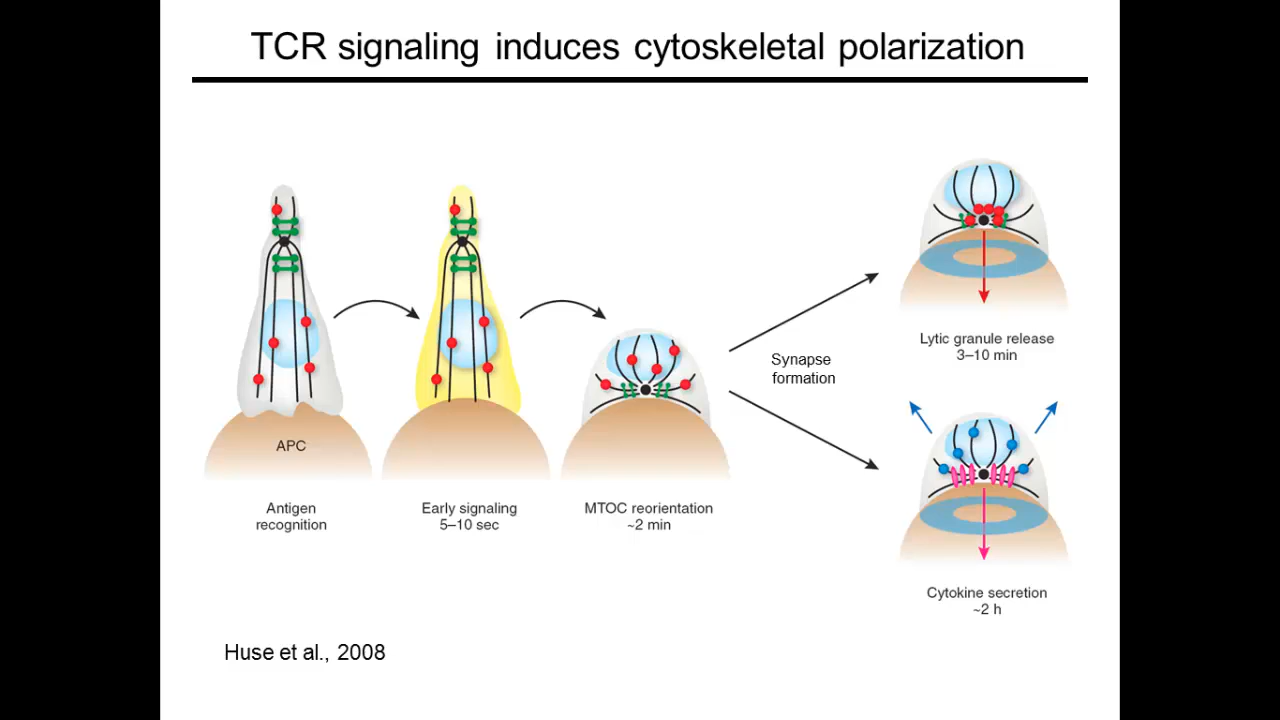 TCR signaling induces cytoskeletal polarization
APC
Antigen
recognition
Early signaling
5–10 sec
MTOC reorientation
~2 min
Synapse
formation
Lytic granule release
3–10 min
Cytokine secretion
~2 h
Huse et al., 2008